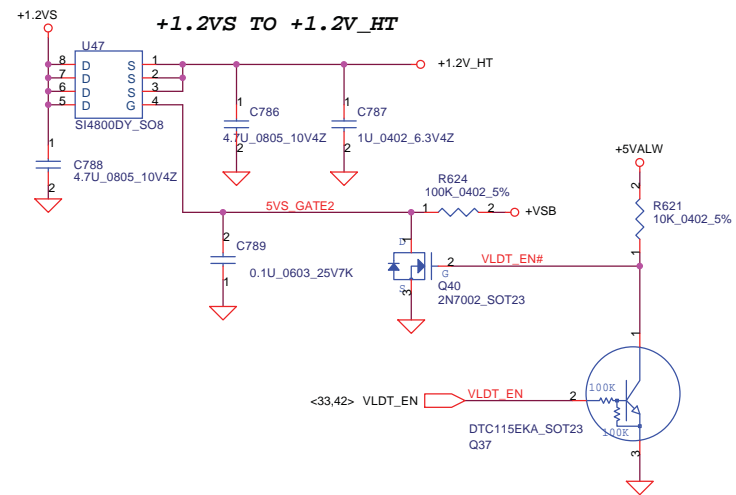 +1.2VS TO +1.2V_HT
+1.2VS
U47
8 D S 1
7 D S 2
6 D S 3
5 D G 4
SI4800DY_SO8
+1.2V_HT
1
C786
4.7U_0805_10V4Z
2
1
C787
1U_0402_6.3V4Z
2
1
C788
4.7U_0805_10V4Z
2
+5VALW
2
R621
10K_0402_5%
1
R624
100K_0402_5%
1 2
+VSB
5VS_GATE2
2
C789
0.1U_0603_25V7K
1
D 1
G 2
S 3
VLDT_EN#
Q40
2N7002_SOT23
1
<33,42> VLDT_EN
VLDT_EN
2
100K
100K
DTC115EKA_SOT23
Q37
3